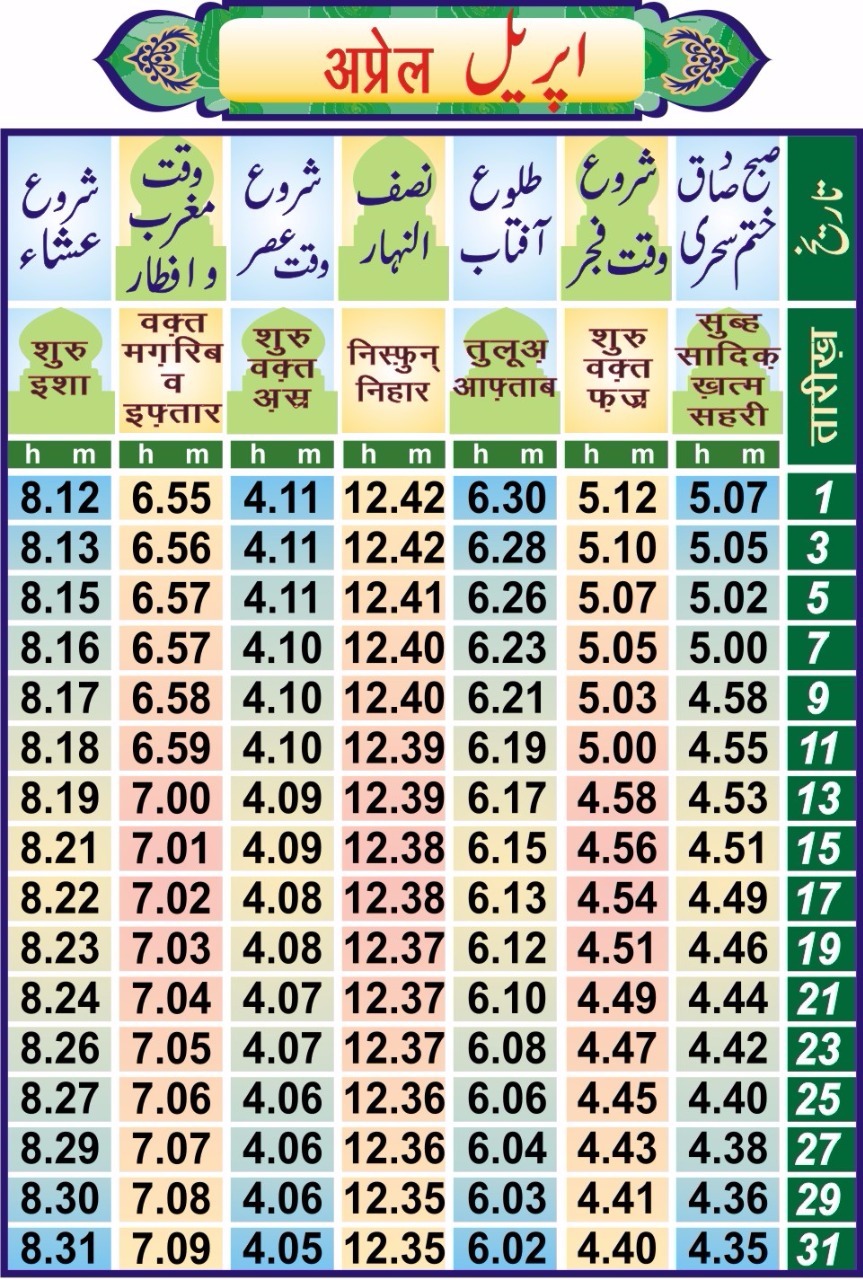 अप्रेल اپریل
شروع عشاء
وقت مغرب و افطار
شروع وقت عصر
نصف النہار
طلوع آفتاب
شروع وقت فجر
صبح صادق ختم سحری
تاریخ
शुरु
इशा
वक़्त
मग़रिब
व
इफ़्तार
शुरु
वक़्त
अ़स्र
निस्फ़ुन्
निहार
तुलूअ़
आफ़्ताब
शुरु
वक़्त
फ़ज्र
सुब्ह
सादिक़
ख़त्म
सहरी
तारीख़
h m h m h m h m h m h m h m
8.12 6.55 4.11 12.42 6.30 5.12 5.07 1
8.13 6.56 4.11 12.42 6.28 5.10 5.05 3
8.15 6.57 4.11 12.41 6.26 5.07 5.02 5
8.16 6.57 4.10 12.40 6.23 5.05 5.00 7
8.17 6.58 4.10 12.40 6.21 5.03 4.58 9
8.18 6.59 4.10 12.39 6.19 5.00 4.55 11
8.19 7.00 4.09 12.39 6.17 4.58 4.53 13
8.21 7.01 4.09 12.38 6.15 4.56 4.51 15
8.22 7.02 4.08 12.38 6.13 4.54 4.49 17
8.23 7.03 4.08 12.37 6.12 4.51 4.46 19
8.24 7.04 4.07 12.37 6.10 4.49 4.44 21
8.26 7.05 4.07 12.37 6.08 4.47 4.42 23
8.27 7.06 4.06 12.36 6.06 4.45 4.40 25
8.29 7.07 4.06 12.36 6.04 4.43 4.38 27
8.30 7.08 4.06 12.35 6.03 4.41 4.36 29
8.31 7.09 4.05 12.35 6.02 4.40 4.35 31